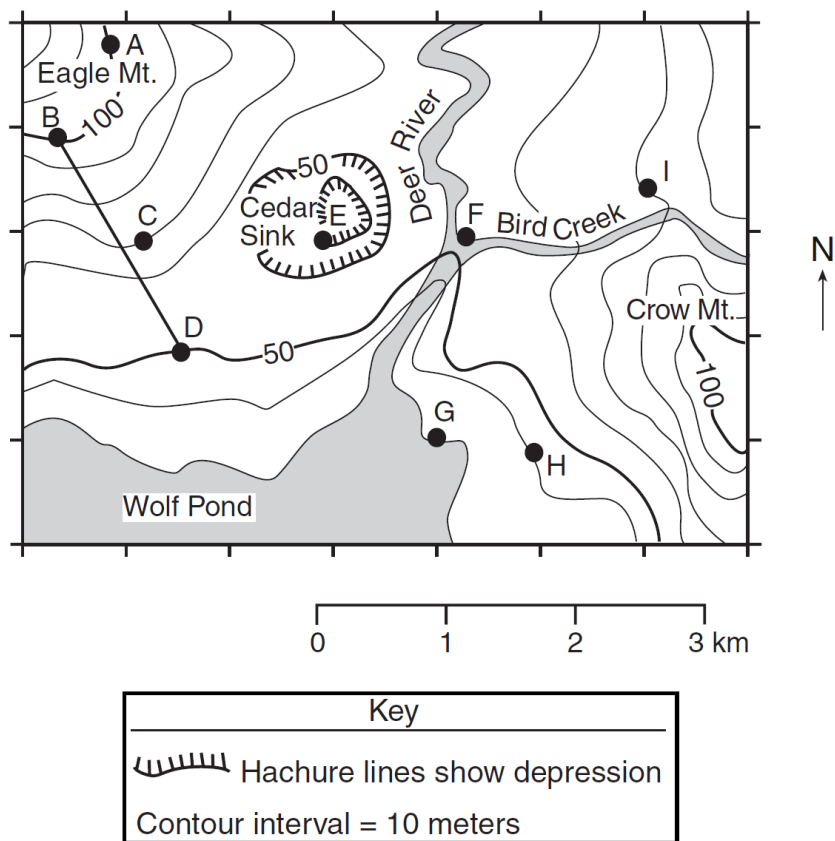 A
Eagle Mt.
B
100
River
Deer
50
I
C
Cedar
Sink
E
F
Bird Creek
N
Crow Mt.
D
50
100
G
H
Wolf Pond
0 1 2 3 km
Key
Hachure lines show depression
Contour interval = 10 meters